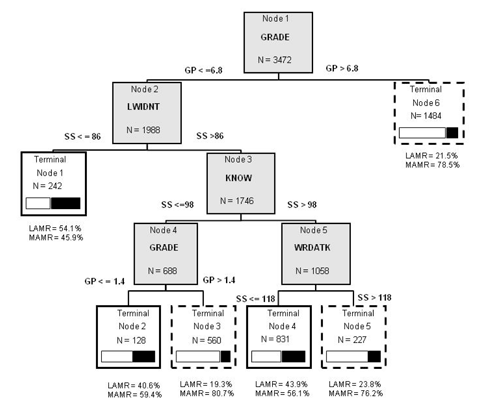 Node 1
GRADE
N = 3472
GP <=6.8
GP > 6.8
Node 2
LWIDNT
N = 1988
Terminal
Node 6
N= 1484
LAMR= 21.5%
MAMR= 78.5%
SS <= 86
SS >86
Terminal
Node 1
N = 242
LAMR= 54.1%
MAMR= 45.9%
Node 3
KNOW
N = 1746
SS <=98
SS > 98
Node 4
GRADE
N = 688
Node 5
WRDATK
N = 1058
GP <= 1.4
GP > 1.4
SS <= 118
SS > 118
Terminal
Node 2
N = 128
LAMR= 40.6%
MAMR= 59.4%
Terminal
Node 3
N = 560
LAMR= 19.3%
MAMR= 80.7%
Terminal
Node 4
N = 831
LAMR= 43.9%
MAMR= 56.1%
Terminal
Node 5
N = 227
LAMR= 23.8%
MAMR= 76.2%